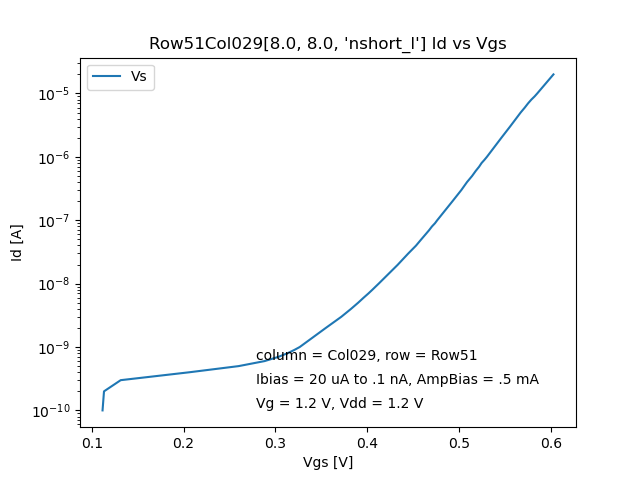 Row51Col029[8.0, 8.0, 'nshort_l'] Id vs Vgs
Vs
Id [A]
10⁻⁵
10⁻⁶
10⁻⁷
10⁻⁸
10⁻⁹
10⁻¹⁰
column = Col029, row = Row51
Ibias = 20 uA to .1 nA, AmpBias = .5 mA
Vg = 1.2 V, Vdd = 1.2 V
0.1 0.2 0.3 0.4 0.5 0.6
Vgs [V]